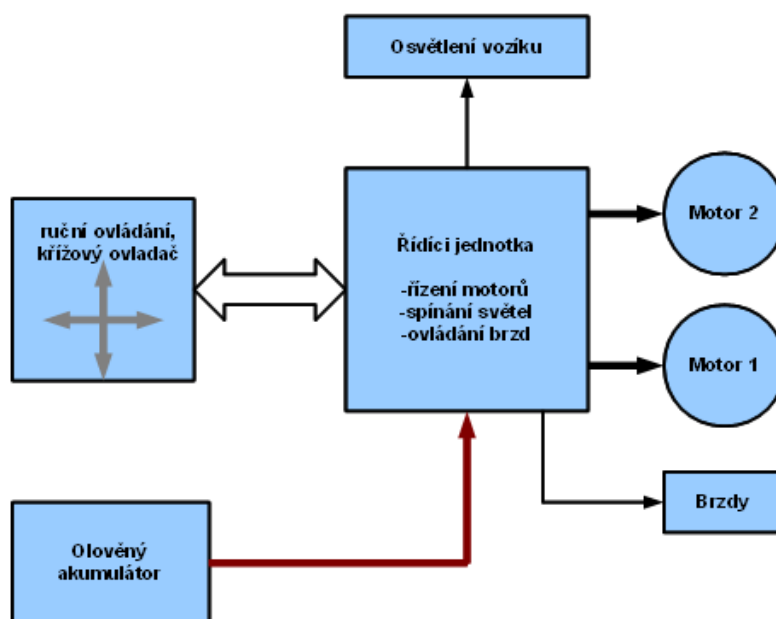 Osvětlení vozíku
ruční ovládání,
křížový ovladač
Řídíci jednotka
-řízení motorů
-spínání světel
-ovládání brzd
Motor 2
Motor 1
Brzdy
Olověný
akumulátor